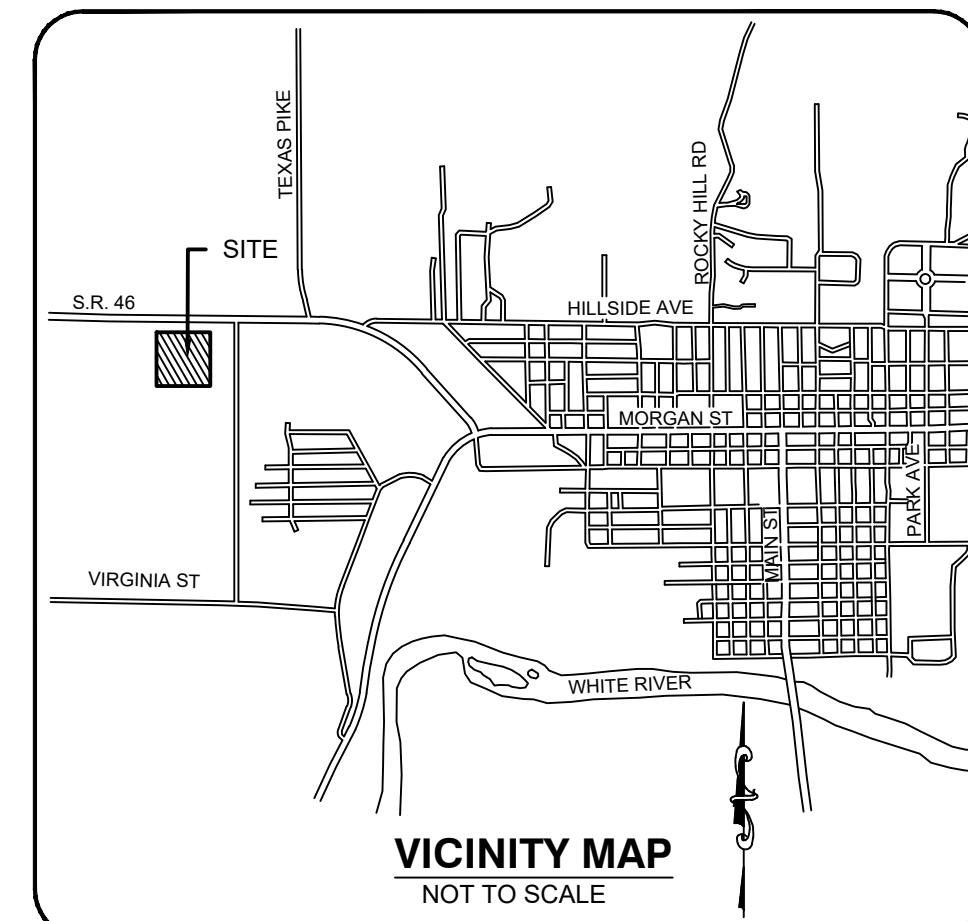 TEXAS PIKE
ROCKY HILL RD
SITE
S.R. 46
HILLSIDE AVE
MORGAN ST
PARK AVE
MAIN ST
VIRGINIA ST
WHITE RIVER
VICINITY MAP
NOT TO SCALE